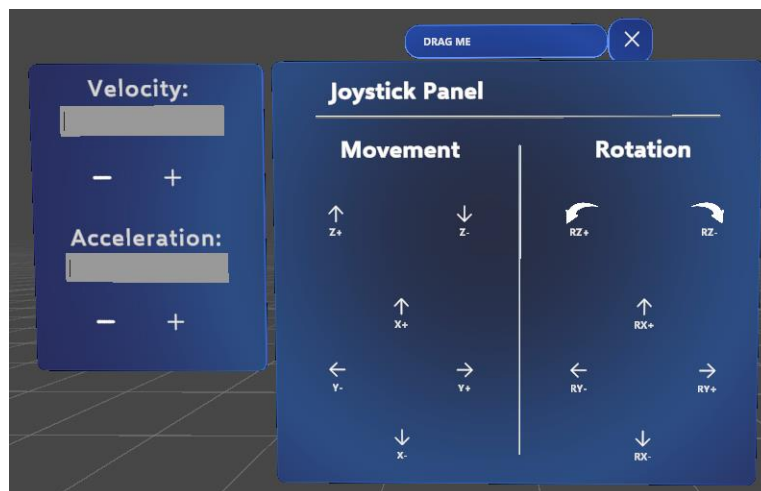 DRAG ME
Velocity:
Acceleration:
Joystick Panel
Movement
Z+ Z-
X+
Y- Y+
X-
Rotation
RZ+ RZ-
RX+
RY- RY+
RX-